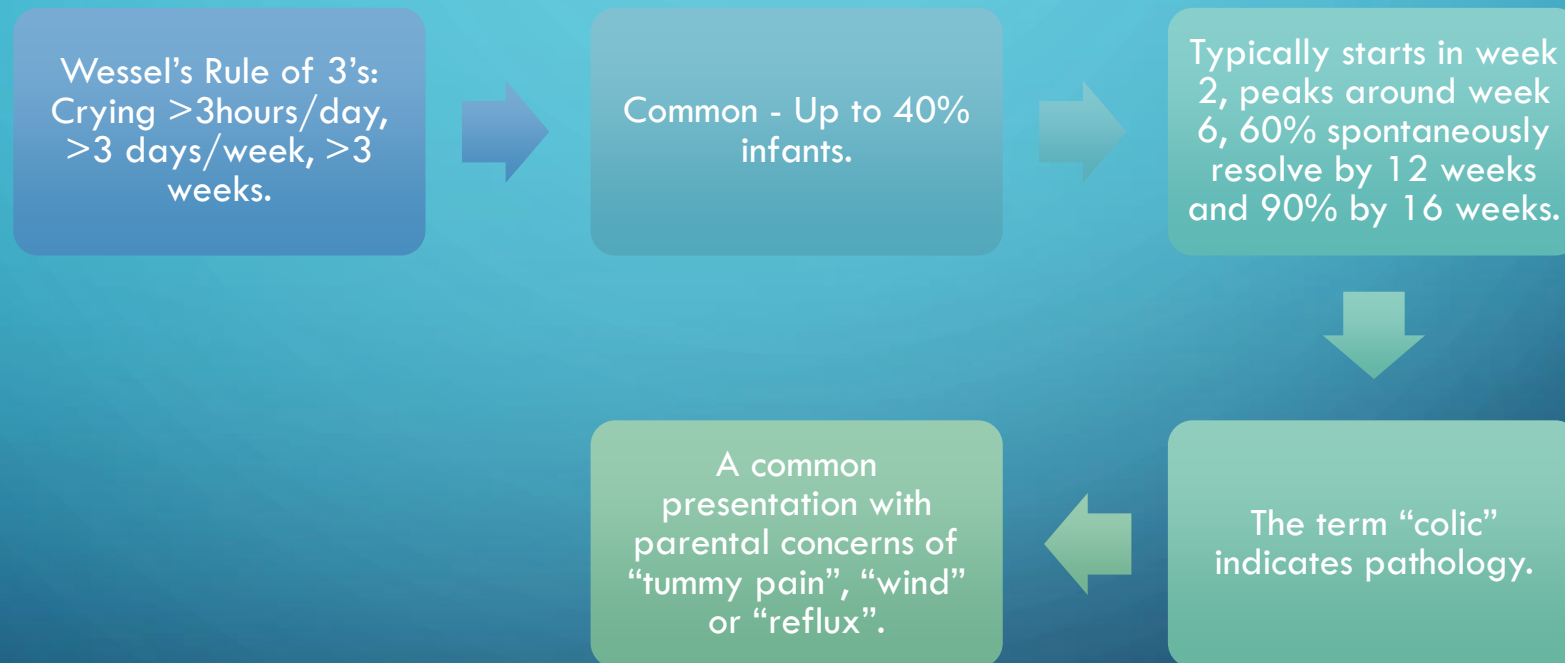 Wessel’s Rule of 3’s:
Crying >3hours/day,
>3 days/week, >3
weeks.
Common - Up to 40%
infants.
Typically starts in week
2, peaks around week
6, 60% spontaneously
resolve by 12 weeks
and 90% by 16 weeks.
The term “colic”
indicates pathology.
A common
presentation with
parental concerns of
“tummy pain”, “wind”
or “reflux”.